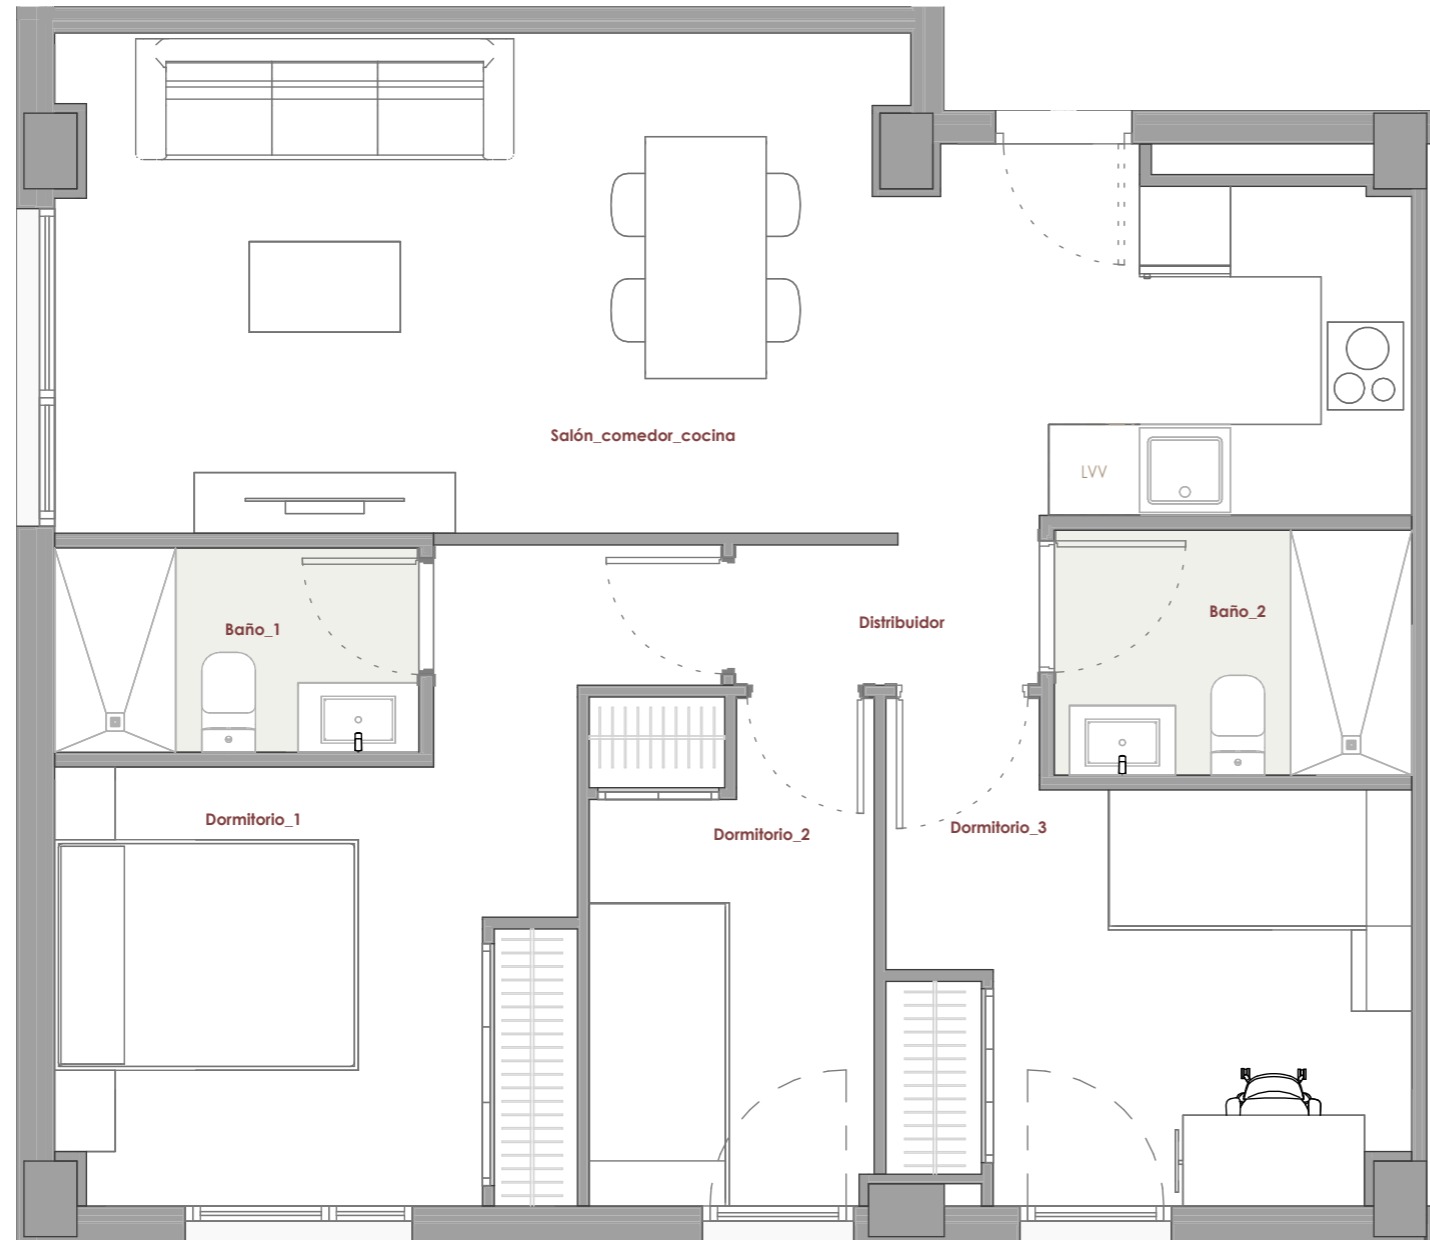 Salón_comedor_cocina
LVV
Baño_1
Distribuidor
Baño_2
Dormitorio_1
Dormitorio_2
Dormitorio_3